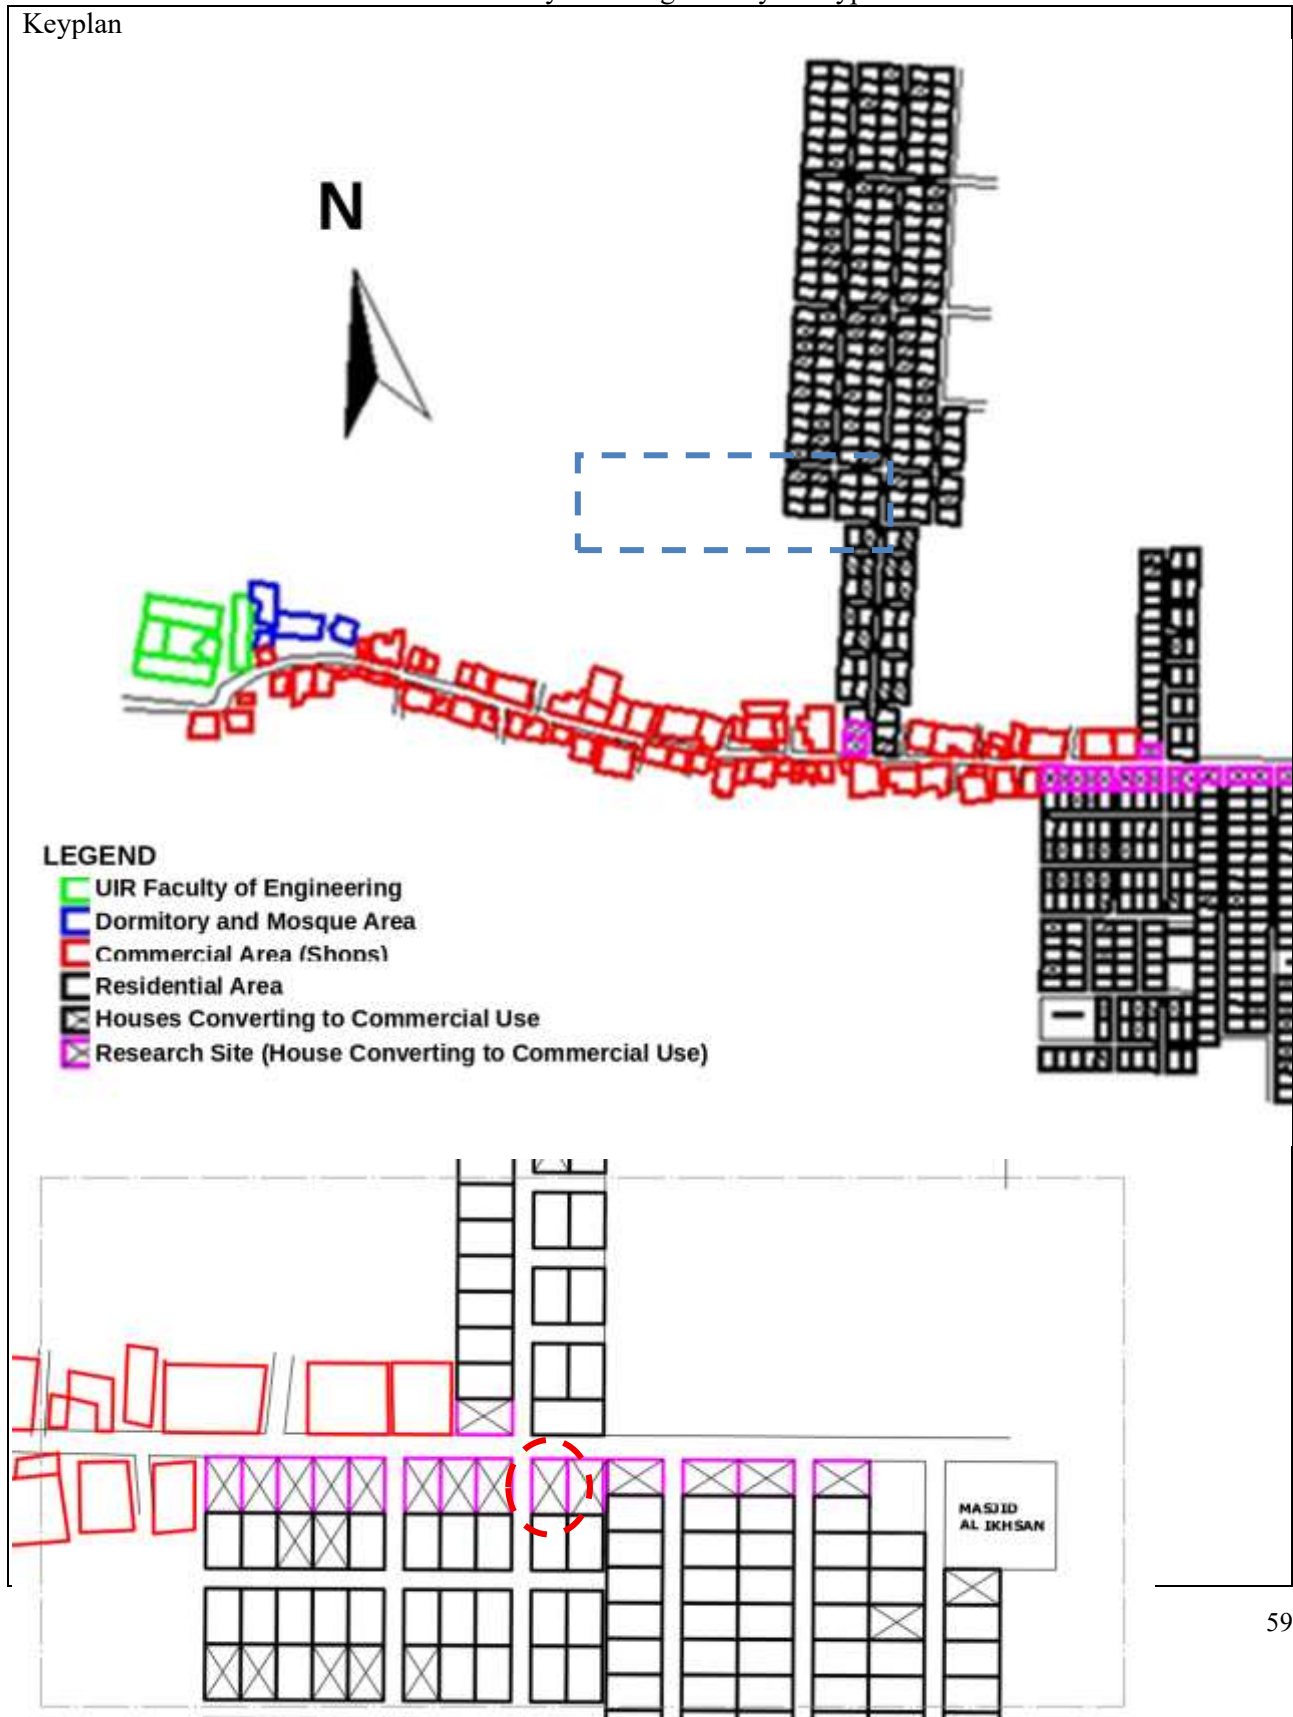 Keyplan
N
LEGEND
UIR Faculty of Engineering
Dormitory and Mosque Area
Commercial Area (Shops)
Residential Area
Houses Converting to Commercial Use
Research Site (House Converting to Commercial Use)
MASJID
AL IKHSAN
59